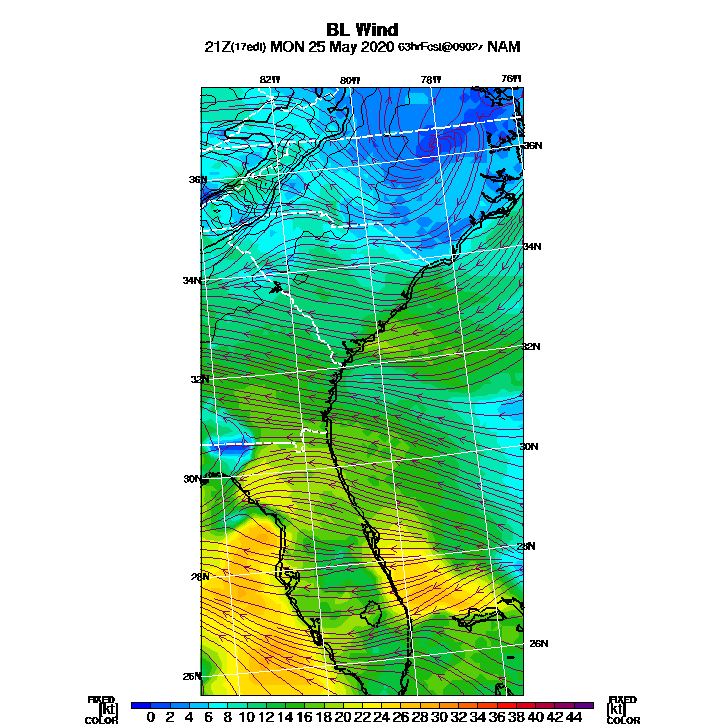 BL Wind
21Z(17edt) MON 25 May 2020 63hrFcst@0902z NAM
82W 80W 78W 76W
36N
36N
34N
34N
32N
32N
30N
30N
28N
28N
26N
26N
FIXED FIXED
[kt] 0 2 4 6 8 10 12 14 16 18 20 22 24 26 28 30 32 34 36 38 40 42 44 [kt]
COLOR COLOR